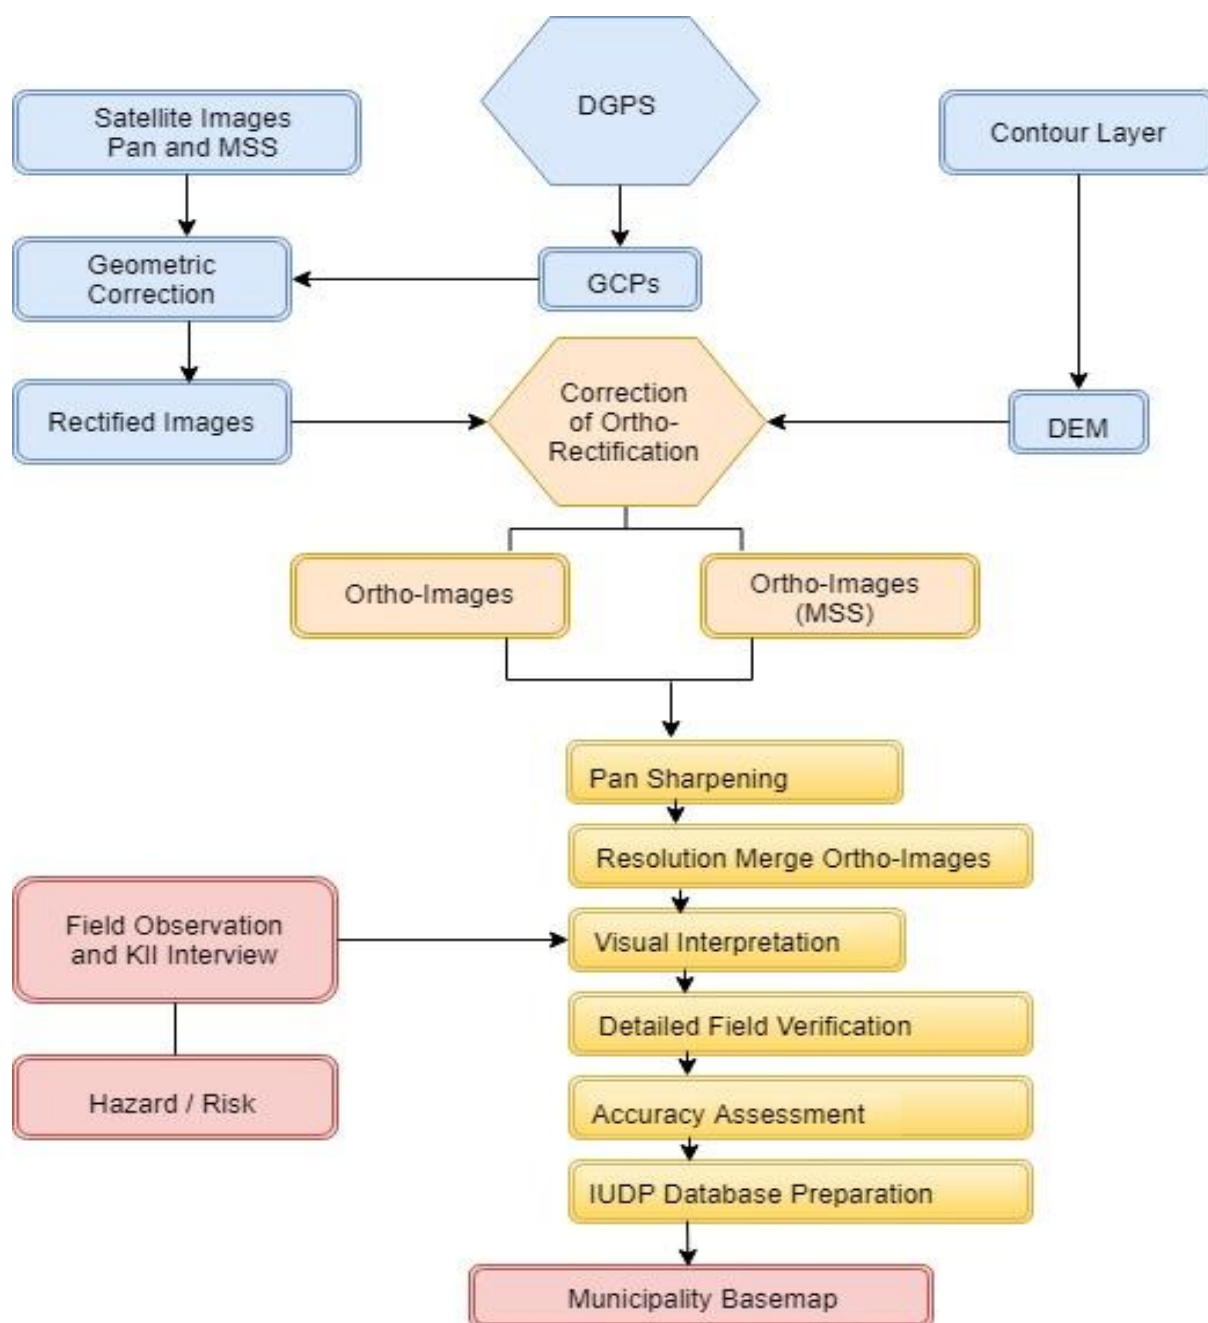 Satellite Images
Pan and MSS
DGPS
Contour Layer
Geometric
Correction
GCPs
Rectified Images
Correction
of Ortho-
Rectification
DEM
Ortho-Images
Ortho-Images
(MSS)
Pan Sharpening
Resolution Merge Ortho-Images
Field Observation
and KII Interview
Visual Interpretation
Detailed Field Verification
Hazard / Risk
Accuracy Assessment
IUDP Database Preparation
Municipality Basemap